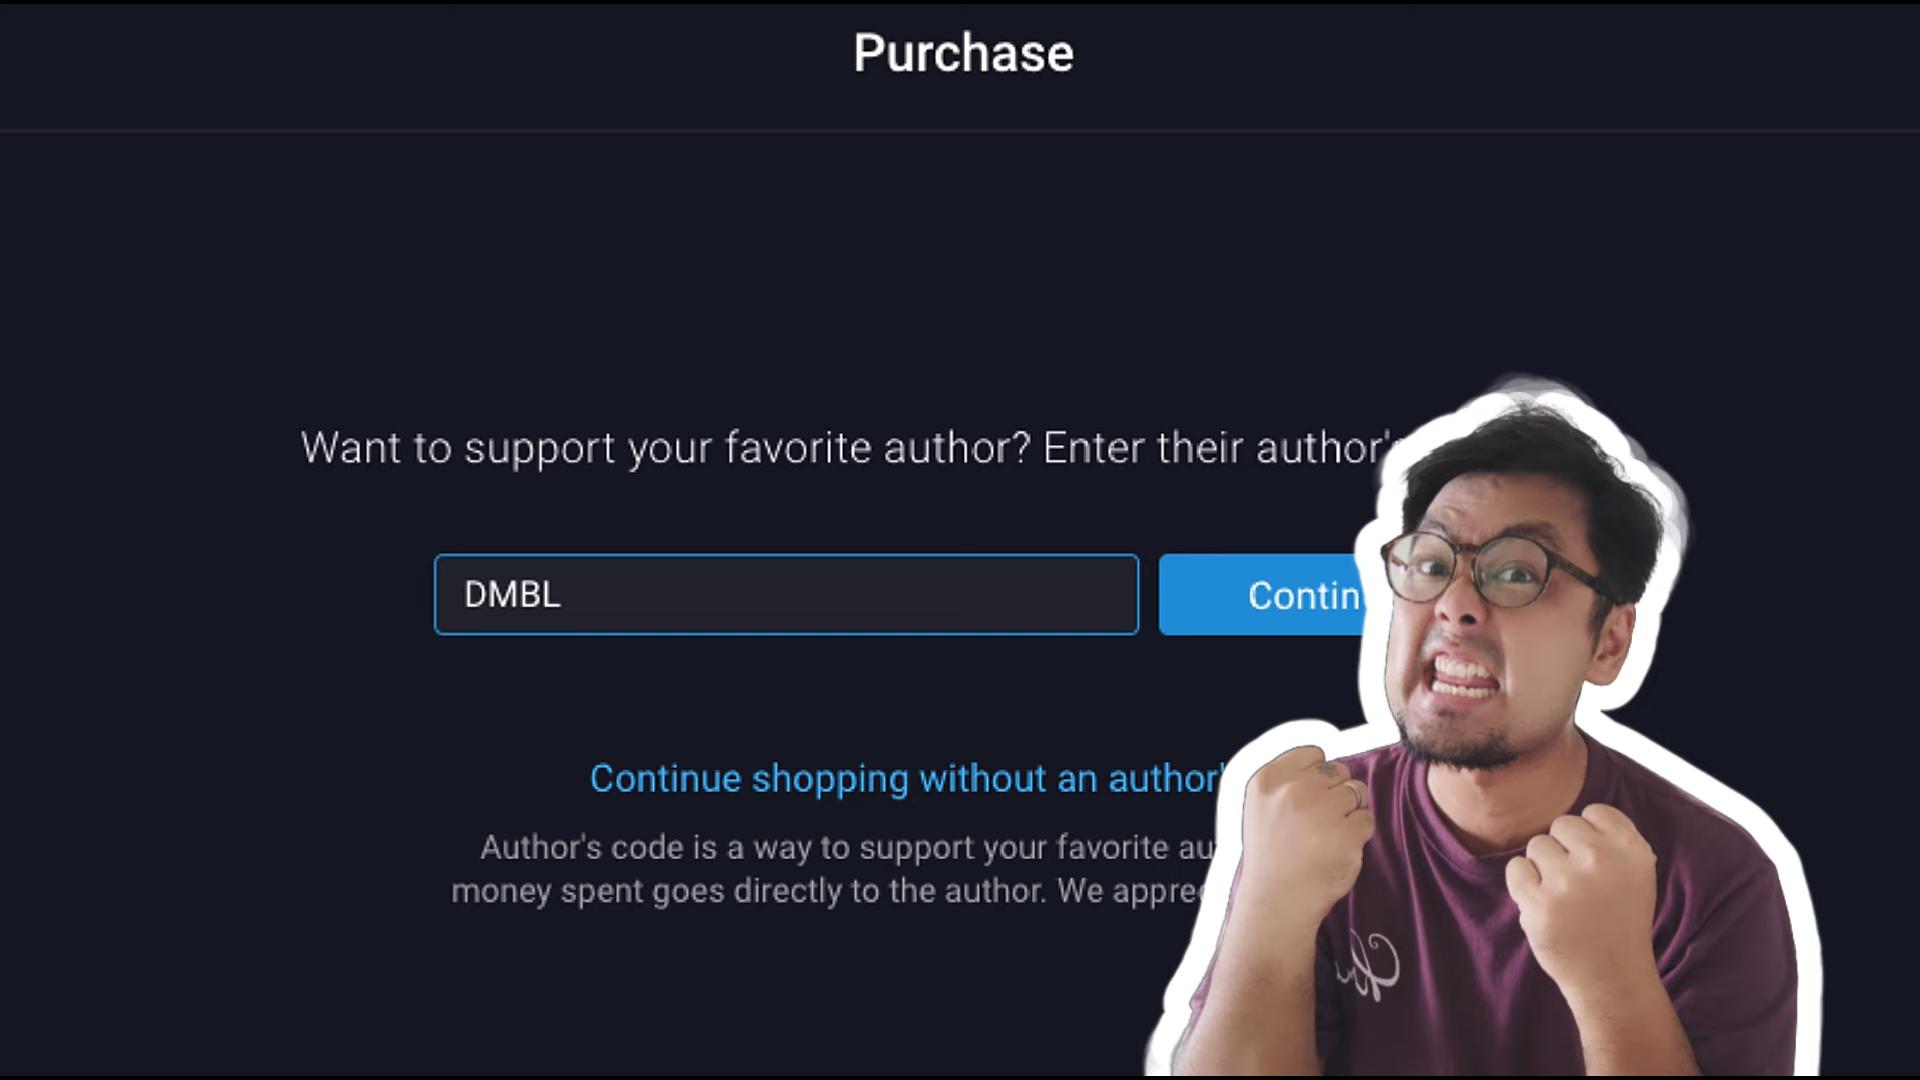 Purchase
Want to support your favorite author? Enter their author's
DMBL
Contin
Continue shopping without an author'
Author's code is a way to support your favorite au
money spent goes directly to the author. We appre